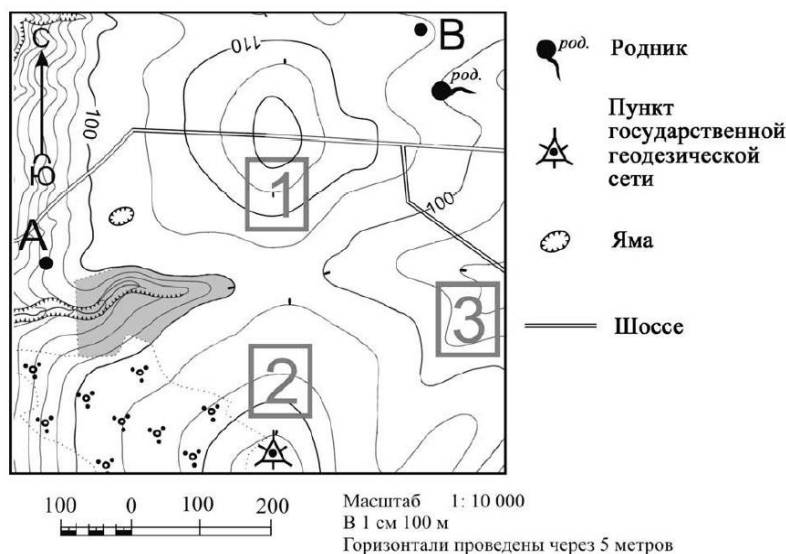 С
Ю
110
100
100
А
В
род.
1
2
3
род.
Родник
Пункт
государственной
геодезической
сети
Яма
Шоссе
100 0 100 200
Масштаб 1: 10 000
В 1 см 100 м
Горизонтали проведены через 5 метров